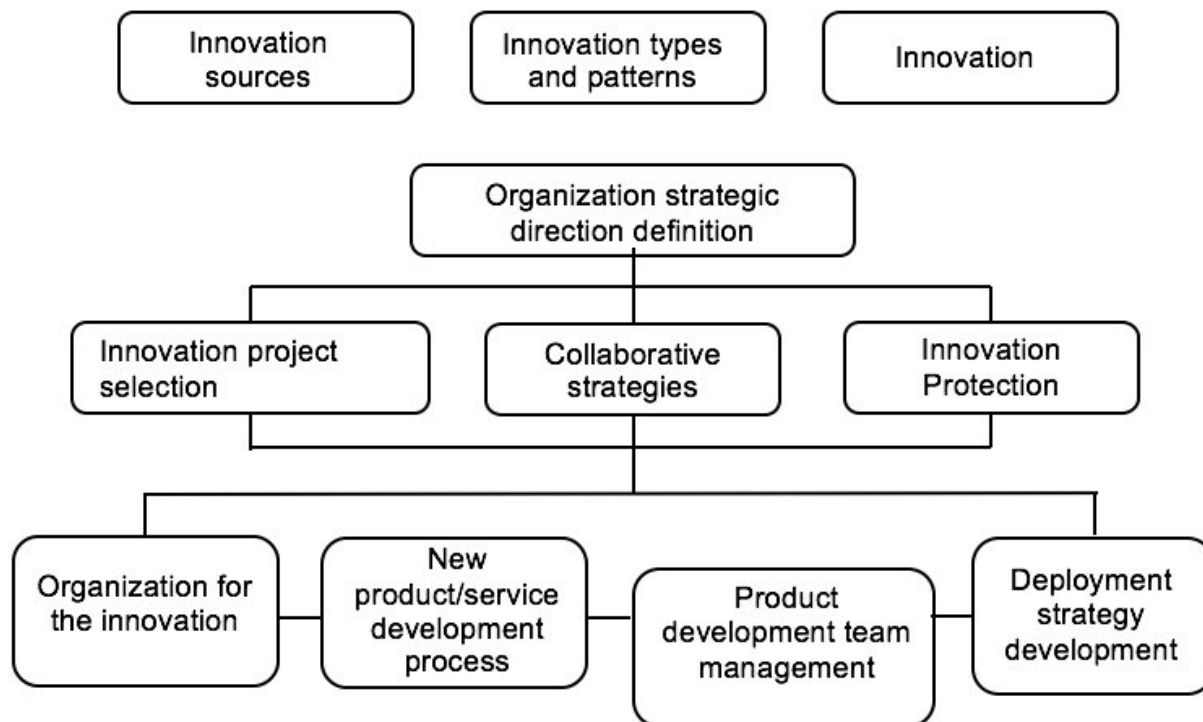 Innovation
sources
Innovation types
and patterns
Innovation
Organization strategic
direction definition
Innovation project
selection
Collaborative
strategies
Innovation
Protection
Organization for
the innovation
New
product/service
development
process
Product
development team
management
Deployment
strategy
development